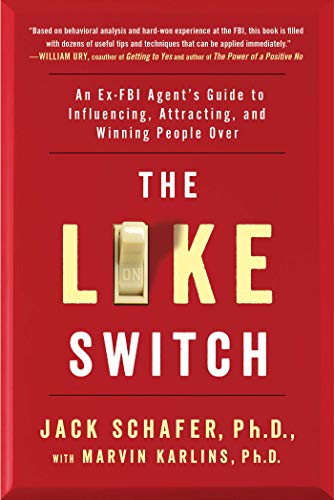 "Based on behavioral analysis and hard-won experience at the FBI, this book is filled
with dozens of useful tips and techniques that can be applied immediately."
—WILLIAM URY, coauthor of Getting to Yes and author of The Power of a Positive No
An Ex-FBI Agent's Guide to
Influencing, Attracting, and
Winning People Over
THE
LIKE
ON
SWITCH
JACK SCHAFER, Ph.D.,
WITH MARVIN KARLINS, Ph.D.